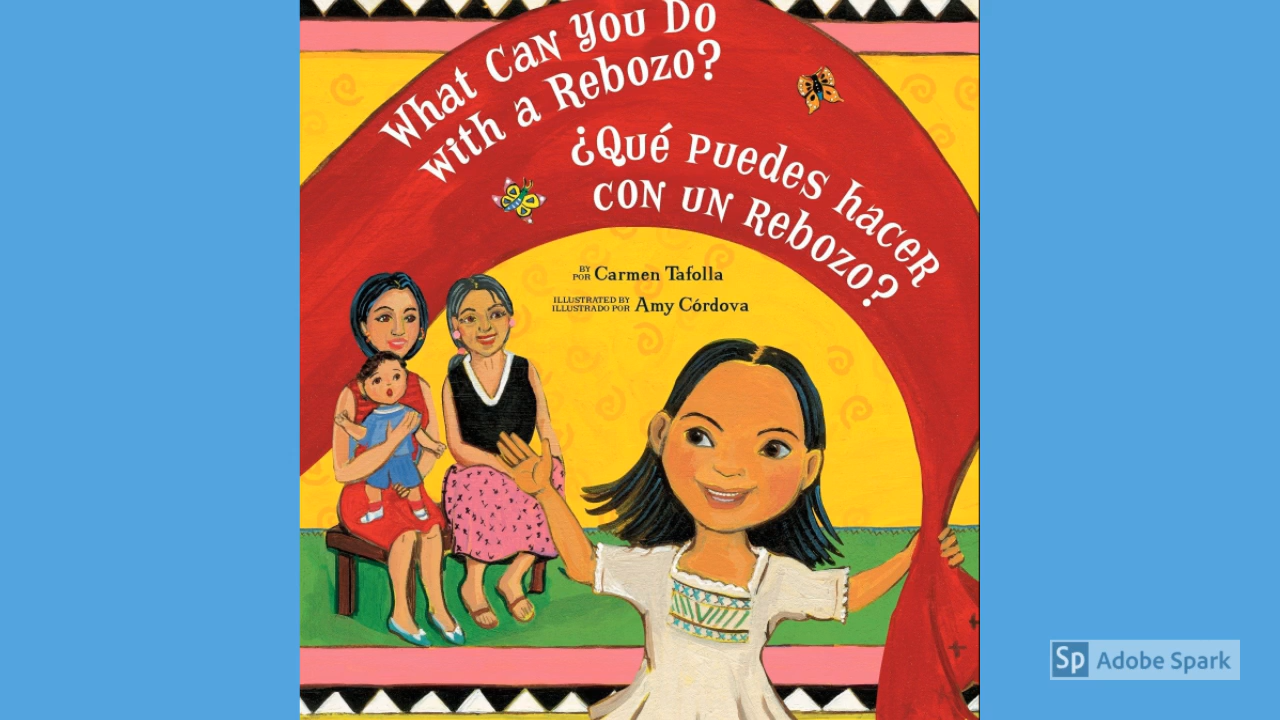 What Can You Do
with a Rebozo?
¿Qué puedes hacer
con un Rebozo?
BY
POR Carmen Tafolla
ILLUSTRATED BY
ILLUSTRADO POR Amy Córdova
Sp Adobe Spark